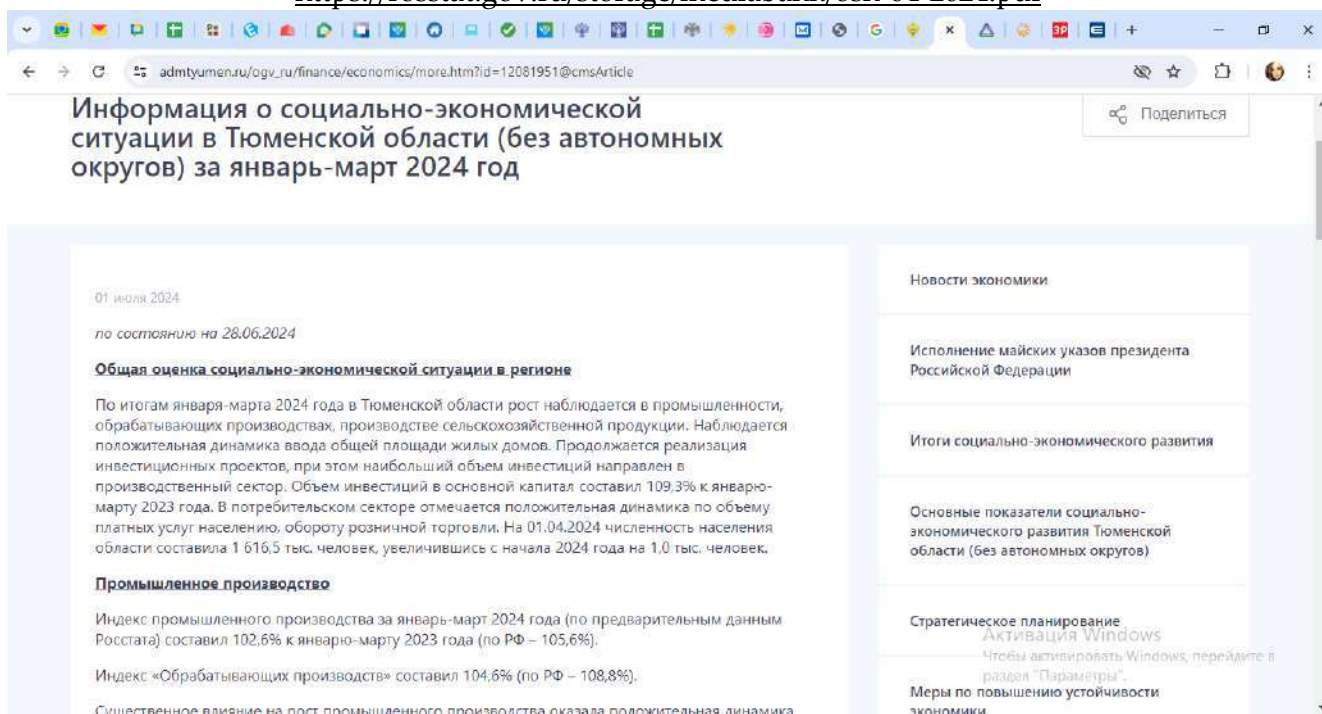 admtyumen.ru/ogv_ru/finance/economics/more.htm?id=12081951@cmsArticle
Информация о социально-экономической
ситуации в Тюменской области (без автономных
округов) за январь-март 2024 год
Поделиться
01 июля 2024
по состоянию на 28.06.2024
Общая оценка социально-экономической ситуации в регионе
По итогам января-марта 2024 года в Тюменской области рост наблюдается в промышленности,
обрабатывающих производствах, производстве сельскохозяйственной продукции. Наблюдается
положительная динамика ввода общей площади жилых домов. Продолжается реализация
инвестиционных проектов, при этом наибольший объем инвестиций направлен в
производственный сектор. Объем инвестиций в основной капитал составил 109,3% к январю-
марту 2023 года. В потребительском секторе отмечается положительная динамика по объему
платных услуг населению, обороту розничной торговли. На 01.04.2024 численность населения
области составила 1 616,5 тыс. человек, увеличившись с начала 2024 года на 1,0 тыс. человек.
Промышленное производство
Индекс промышленного производства за январь-март 2024 года (по предварительным данным
Росстата) составил 102,6% к январю-марту 2023 года (по РФ – 105,6%).
Индекс «Обрабатывающих производств» составил 104,6% (по РФ – 108,8%).
Существенное влияние на рост промышленного производства оказала положительная динамика
Новости экономики
Исполнение майских указов президента
Российской Федерации
Итоги социально-экономического развития
Основные показатели социально-
экономического развития Тюменской
области (без автономных округов)
Стратегическое планирование
Активация Windows
Чтобы активировать Windows, перейдите в
раздел "Параметры".
Меры по повышению устойчивости
экономики